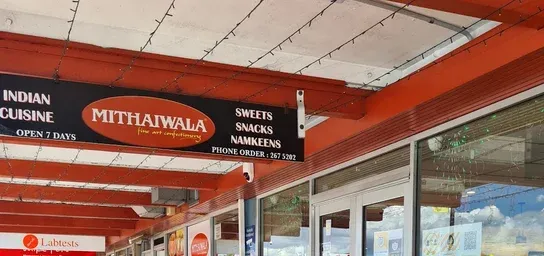 INDIAN
CUISINE
OPEN 7 DAYS
MITHAIWALA
fine art confectionery
SWEETS
SNACKS
NAMKEENS
PHONE ORDER : 267 5202
Labtests